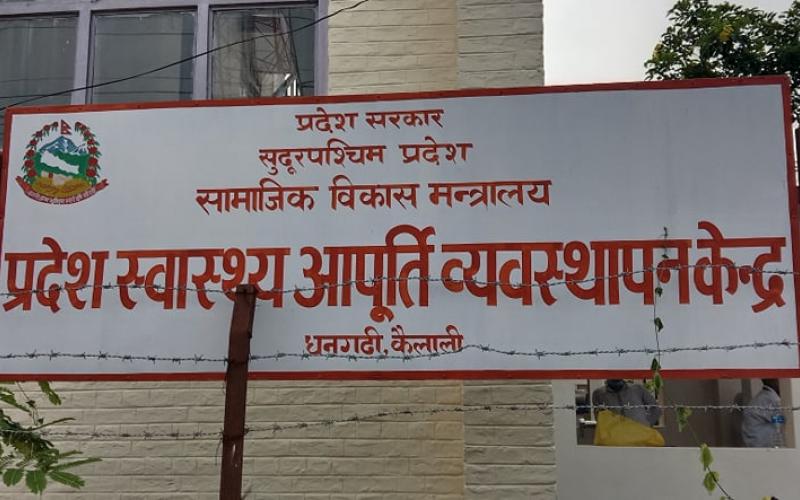 प्रदेश सरकार
सुदूरपश्चिम प्रदेश
सामाजिक विकास मन्त्रालय
प्रदेश स्वास्थ्य आपूर्ति व्यवस्थापन केन्द्र
धनगढी, कैलाली